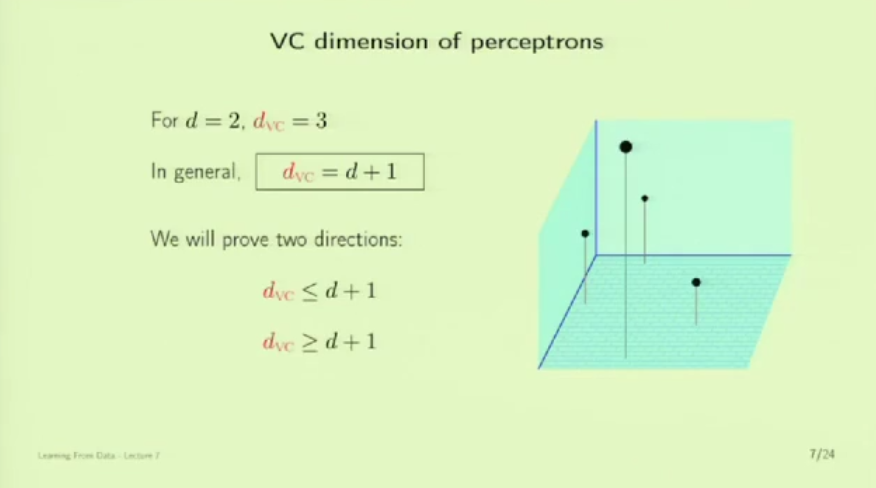 VC dimension of perceptrons
For d = 2, dVC = 3
In general, dVC = d + 1
We will prove two directions:
dVC ≤ d + 1
dVC ≥ d + 1
Learning From Data - Lecture 7
7/24